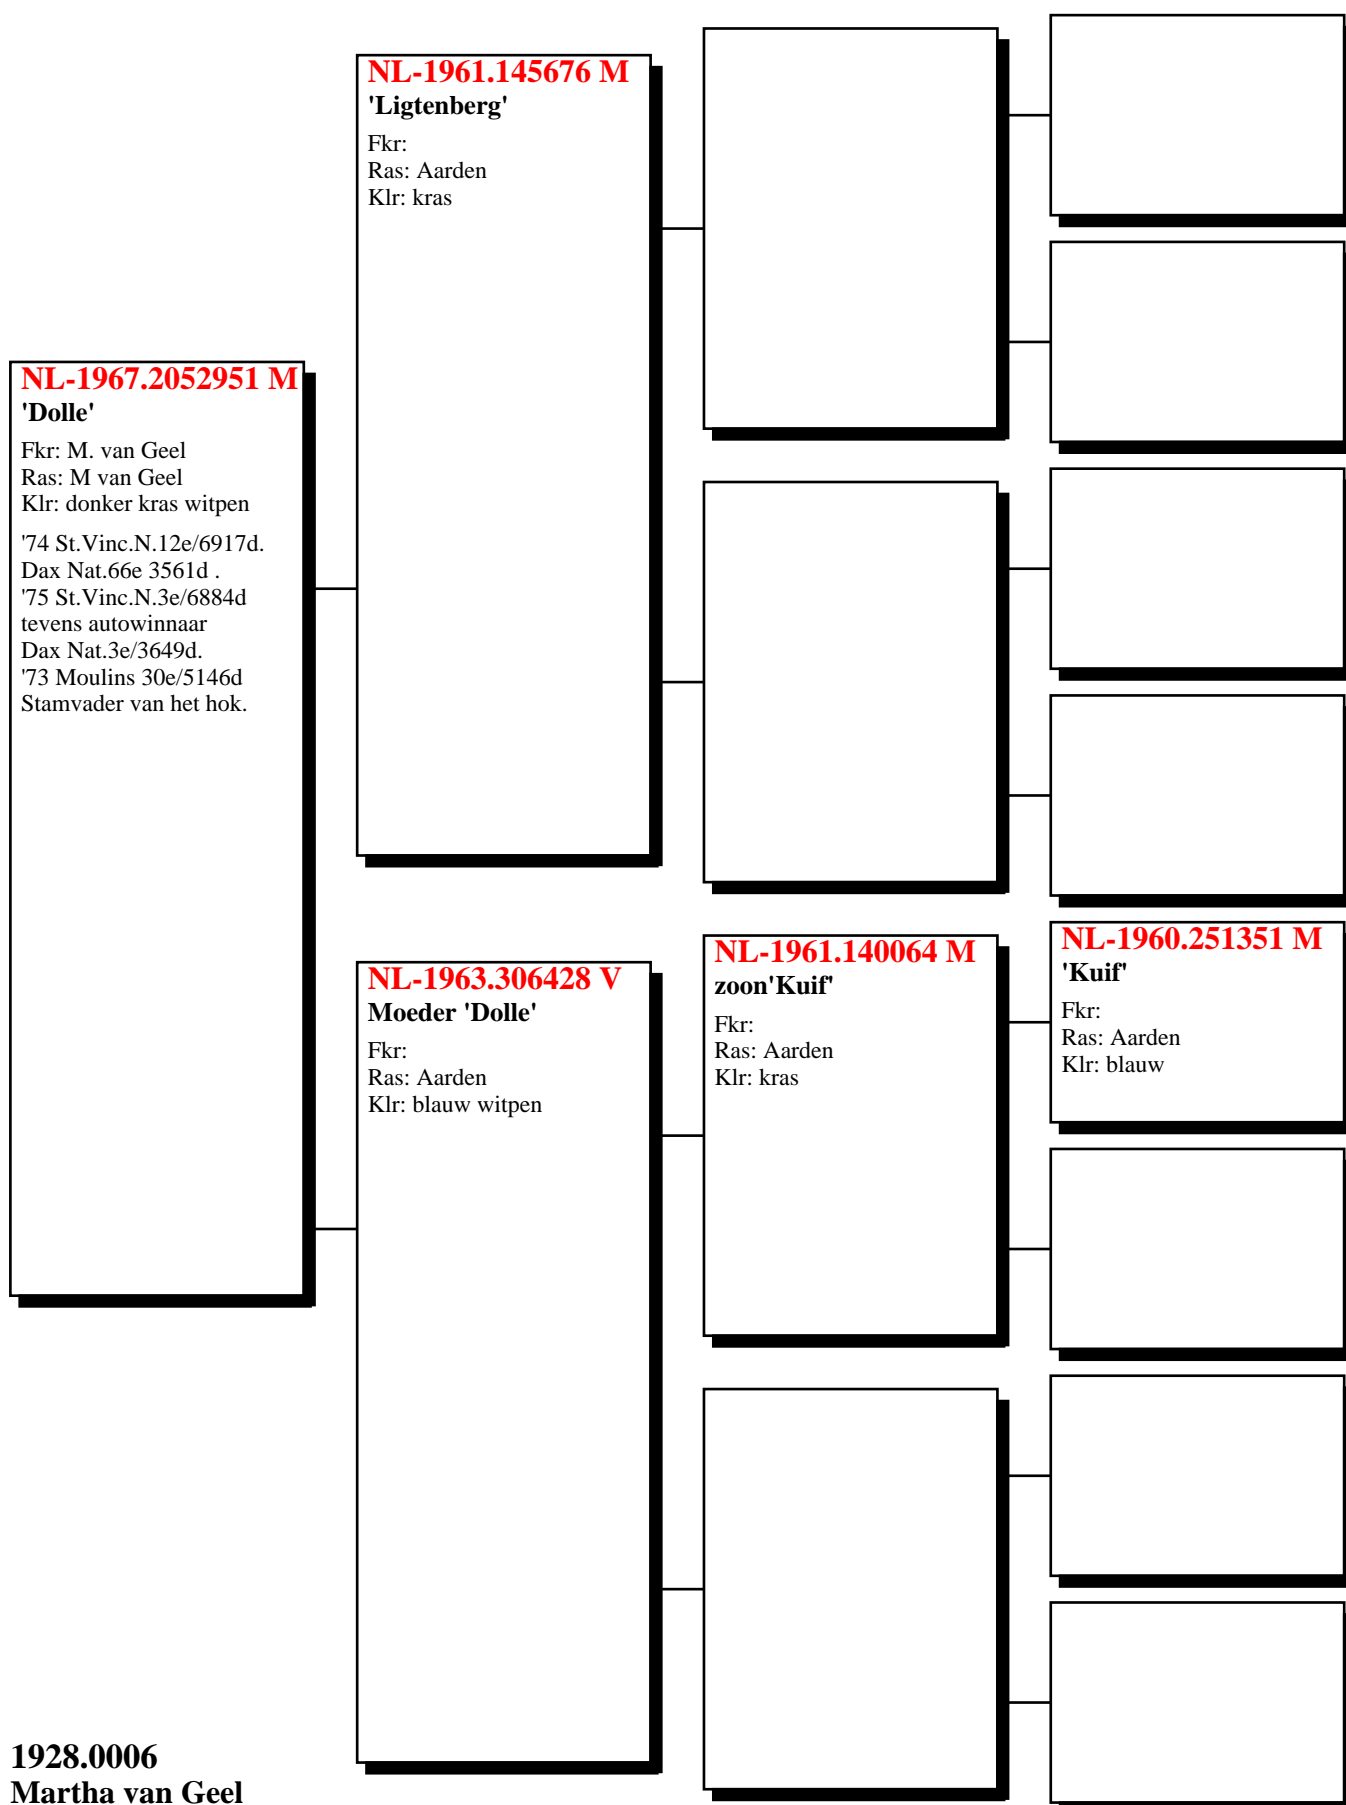 NL-1967.2052951 M
'Dolle'
Fkr: M. van Geel
Ras: M van Geel
Klr: donker kras witpen
'74 St.Vinc.N.12e/6917d.
Dax Nat.66e 3561d .
'75 St.Vinc.N.3e/6884d
tevens autowinnaar
Dax Nat.3e/3649d.
'73 Moulins 30e/5146d
Stamvader van het hok.
NL-1961.145676 M
'Ligtenberg'
Fkr:
Ras: Aarden
Klr: kras
NL-1963.306428 V
Moeder 'Dolle'
Fkr:
Ras: Aarden
Klr: blauw witpen
NL-1961.140064 M
zoon'Kuif'
Fkr:
Ras: Aarden
Klr: kras
NL-1960.251351 M
'Kuif'
Fkr:
Ras: Aarden
Klr: blauw
1928.0006
Martha van Geel